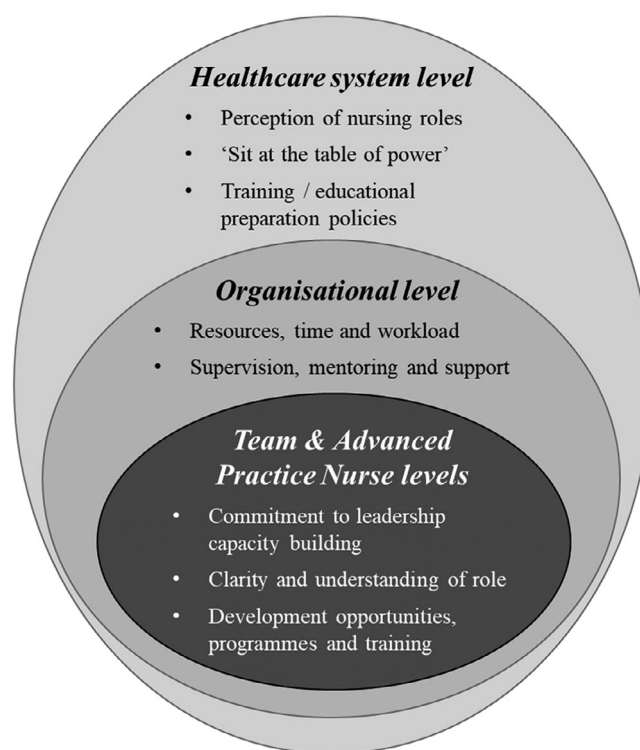 Healthcare system level
• Perception of nursing roles
• ‘Sit at the table of power’
• Training / educational
preparation policies
Organisational level
• Resources, time and workload
• Supervision, mentoring and support
Team & Advanced
Practice Nurse levels
• Commitment to leadership
capacity building
• Clarity and understanding of role
• Development opportunities,
programmes and training